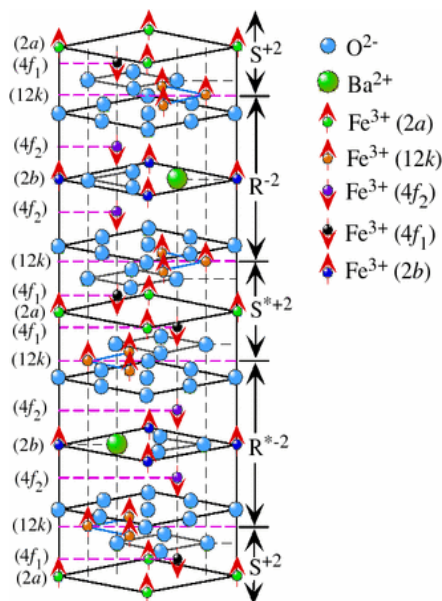 (2a)
(4f₁)
(12k)
(4f₂)
(2b)
(4f₂)
(12k)
(4f₁)
(2a)
(4f₁)
(12k)
(4f₂)
(2b)
(4f₂)
(12k)
(4f₁)
(2a)
S⁺²
R⁻²
S*⁺²
R*⁻²
S⁺²
O²⁻
Ba²⁺
Fe³⁺ (2a)
Fe³⁺ (12k)
Fe³⁺ (4f₂)
Fe³⁺ (4f₁)
Fe³⁺ (2b)